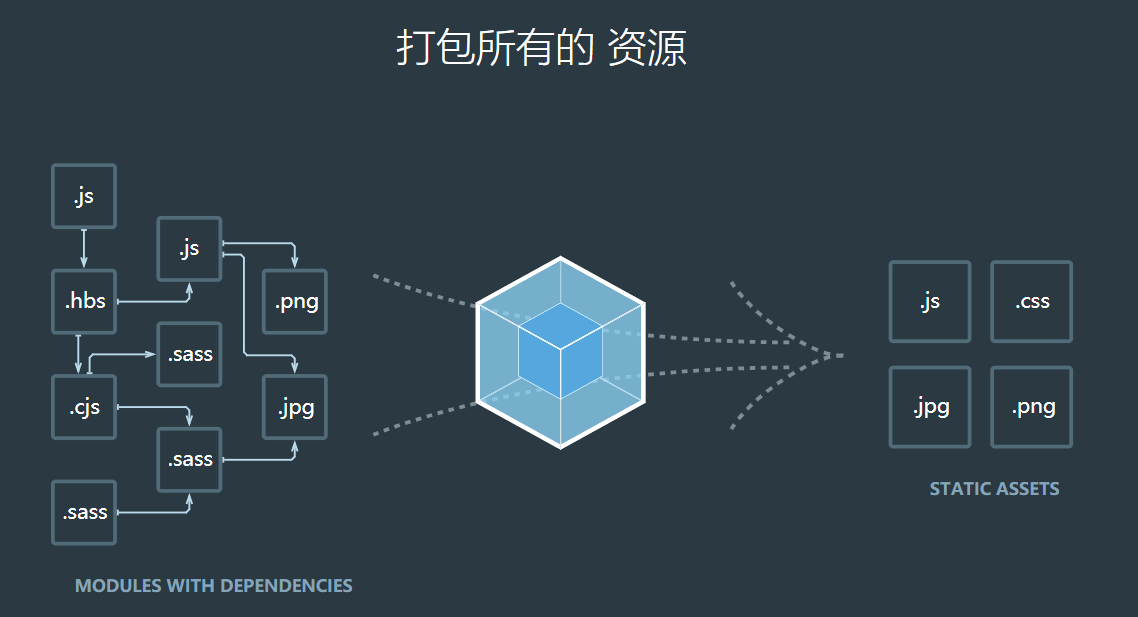 打包所有的 资源
.js
.js
.hbs
.png
.sass
.cjs
.jpg
.sass
.sass
MODULES WITH DEPENDENCIES
.js
.css
.jpg
.png
STATIC ASSETS